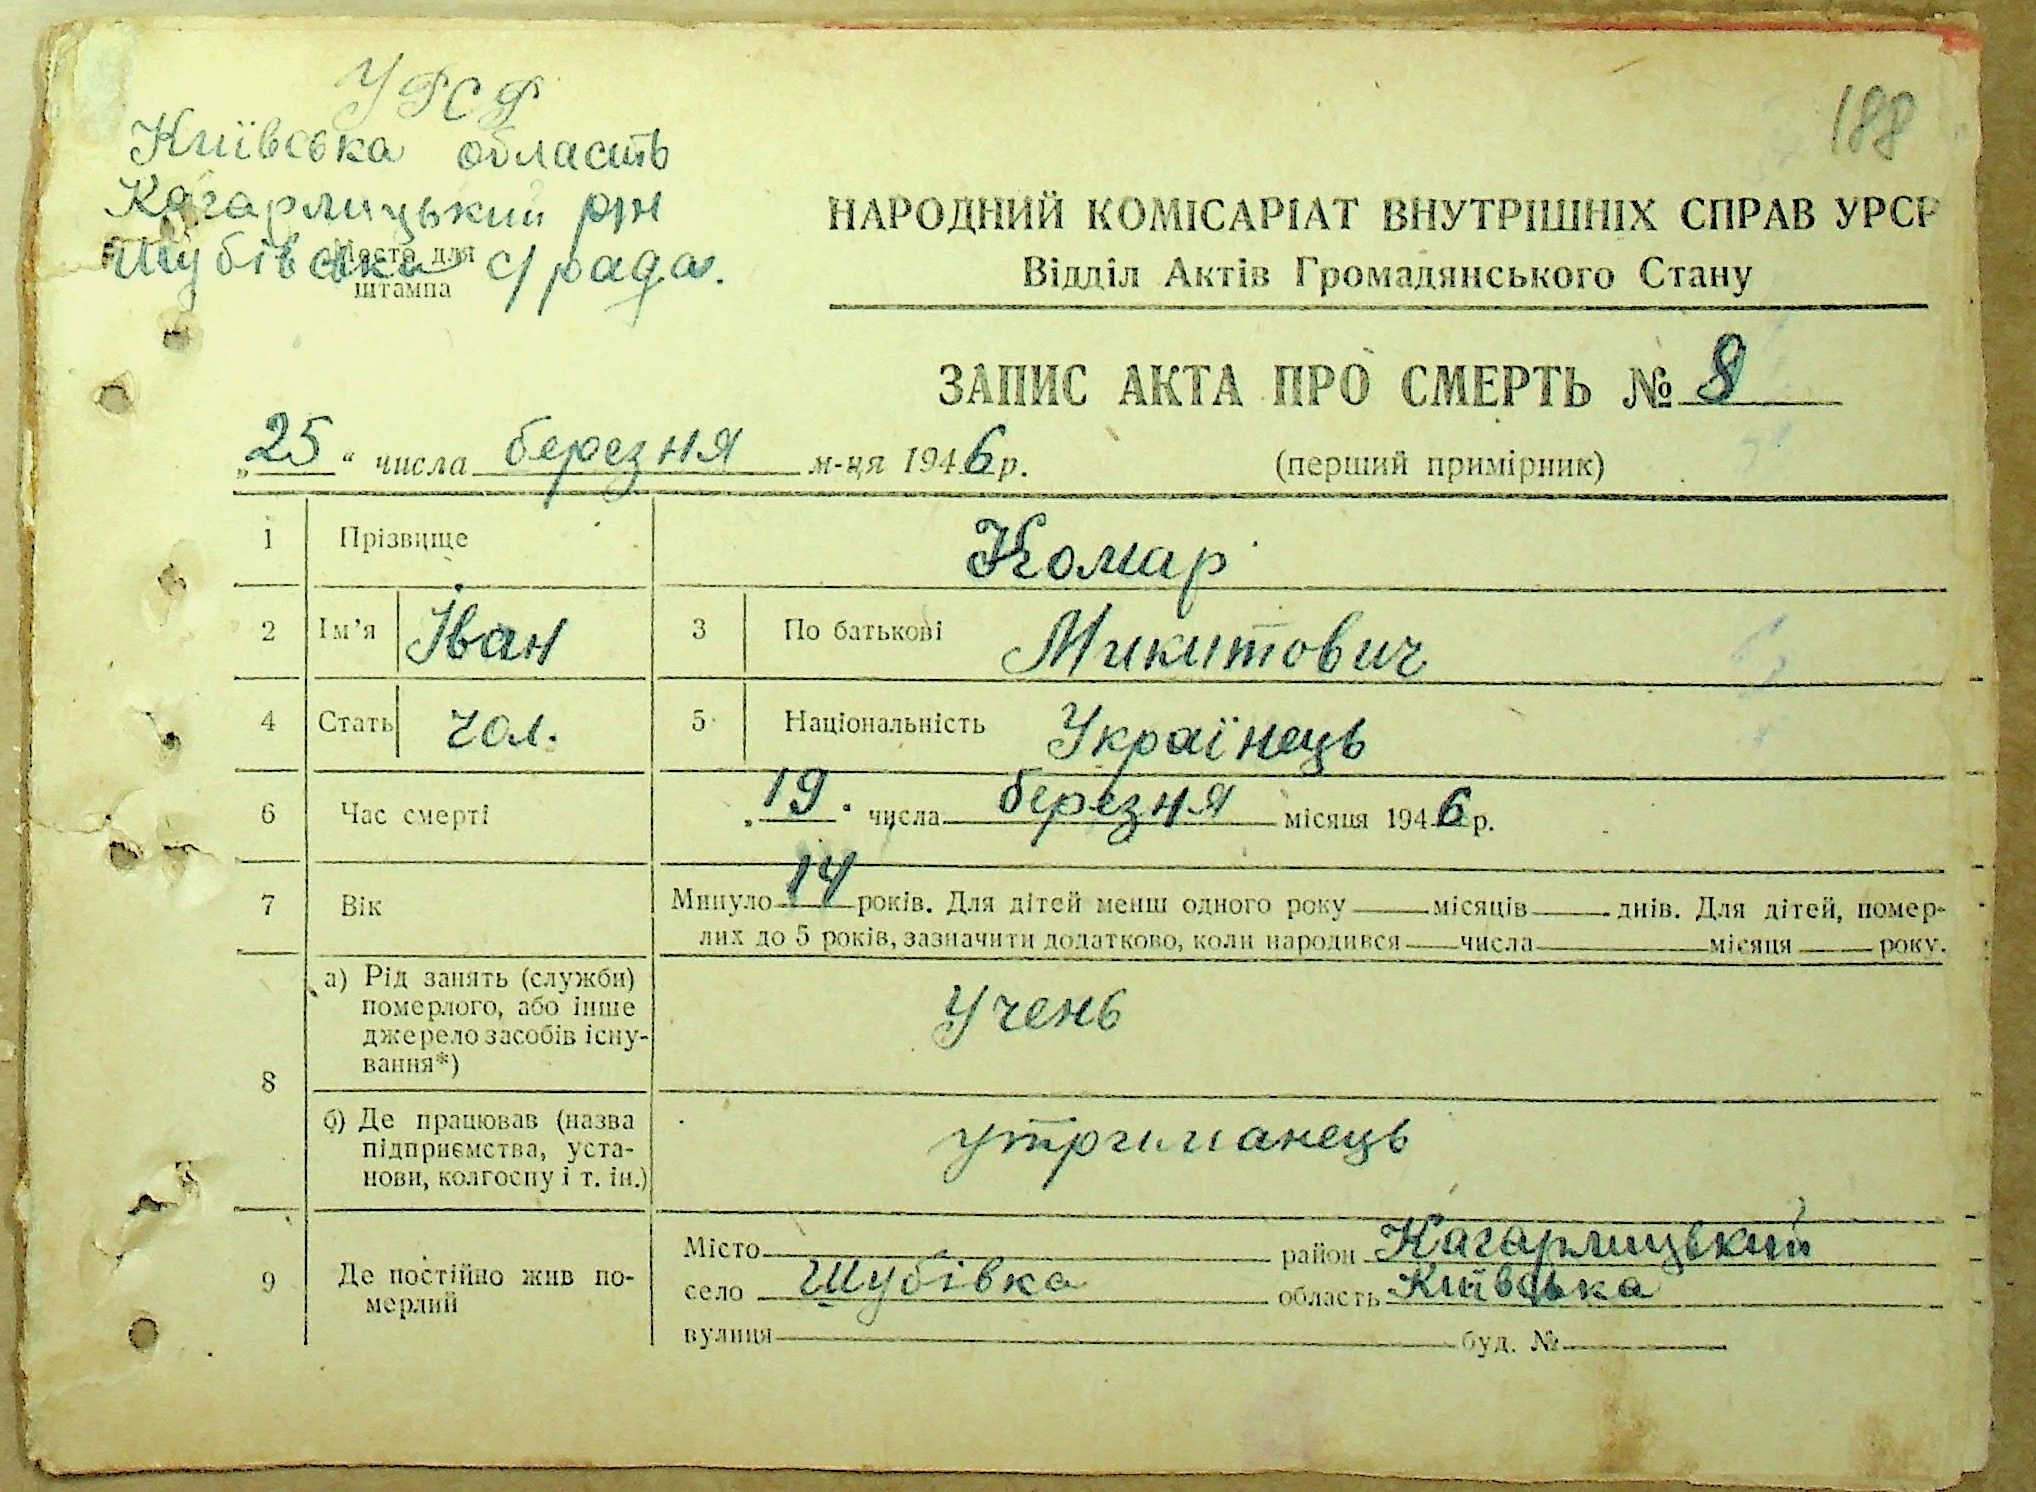 УРСР
188
Київська область
Кагарлицький р-н
Шубівська с/рада.
Место для
штампа
НАРОДНИЙ КОМІСАРІАТ ВНУТРІШНІХ СПРАВ УРСР
Відділ Актів Громадянського Стану
ЗАПИС АКТА ПРО СМЕРТЬ № 8
„25“ числа березня м-ця 1946 р.
(перший примірник)
1 Прізвище Комар
2 Ім’я Іван 3 По батькові Микитович
4 Стать чол. 5 Національність Українець
6 Час смерті „19“ числа березня місяця 1946 р.
7 Вік Минуло 14 років. Для дітей менш одного року місяців днів. Для дітей, помер-
лих до 5 років, зазначити додатково, коли народився числа місяця року.
8
а) Рід занять (служби)
померлого, або інше
джерело засобів існу-
вання*)
Учень
б) Де працював (назва
підприємства, уста-
нови, колгоспу і т. ін.)
утриманець
9 Де постійно жив по-
мерлий
Місто район Кагарлицький
село Шубівка область Київська
вулиця буд. №